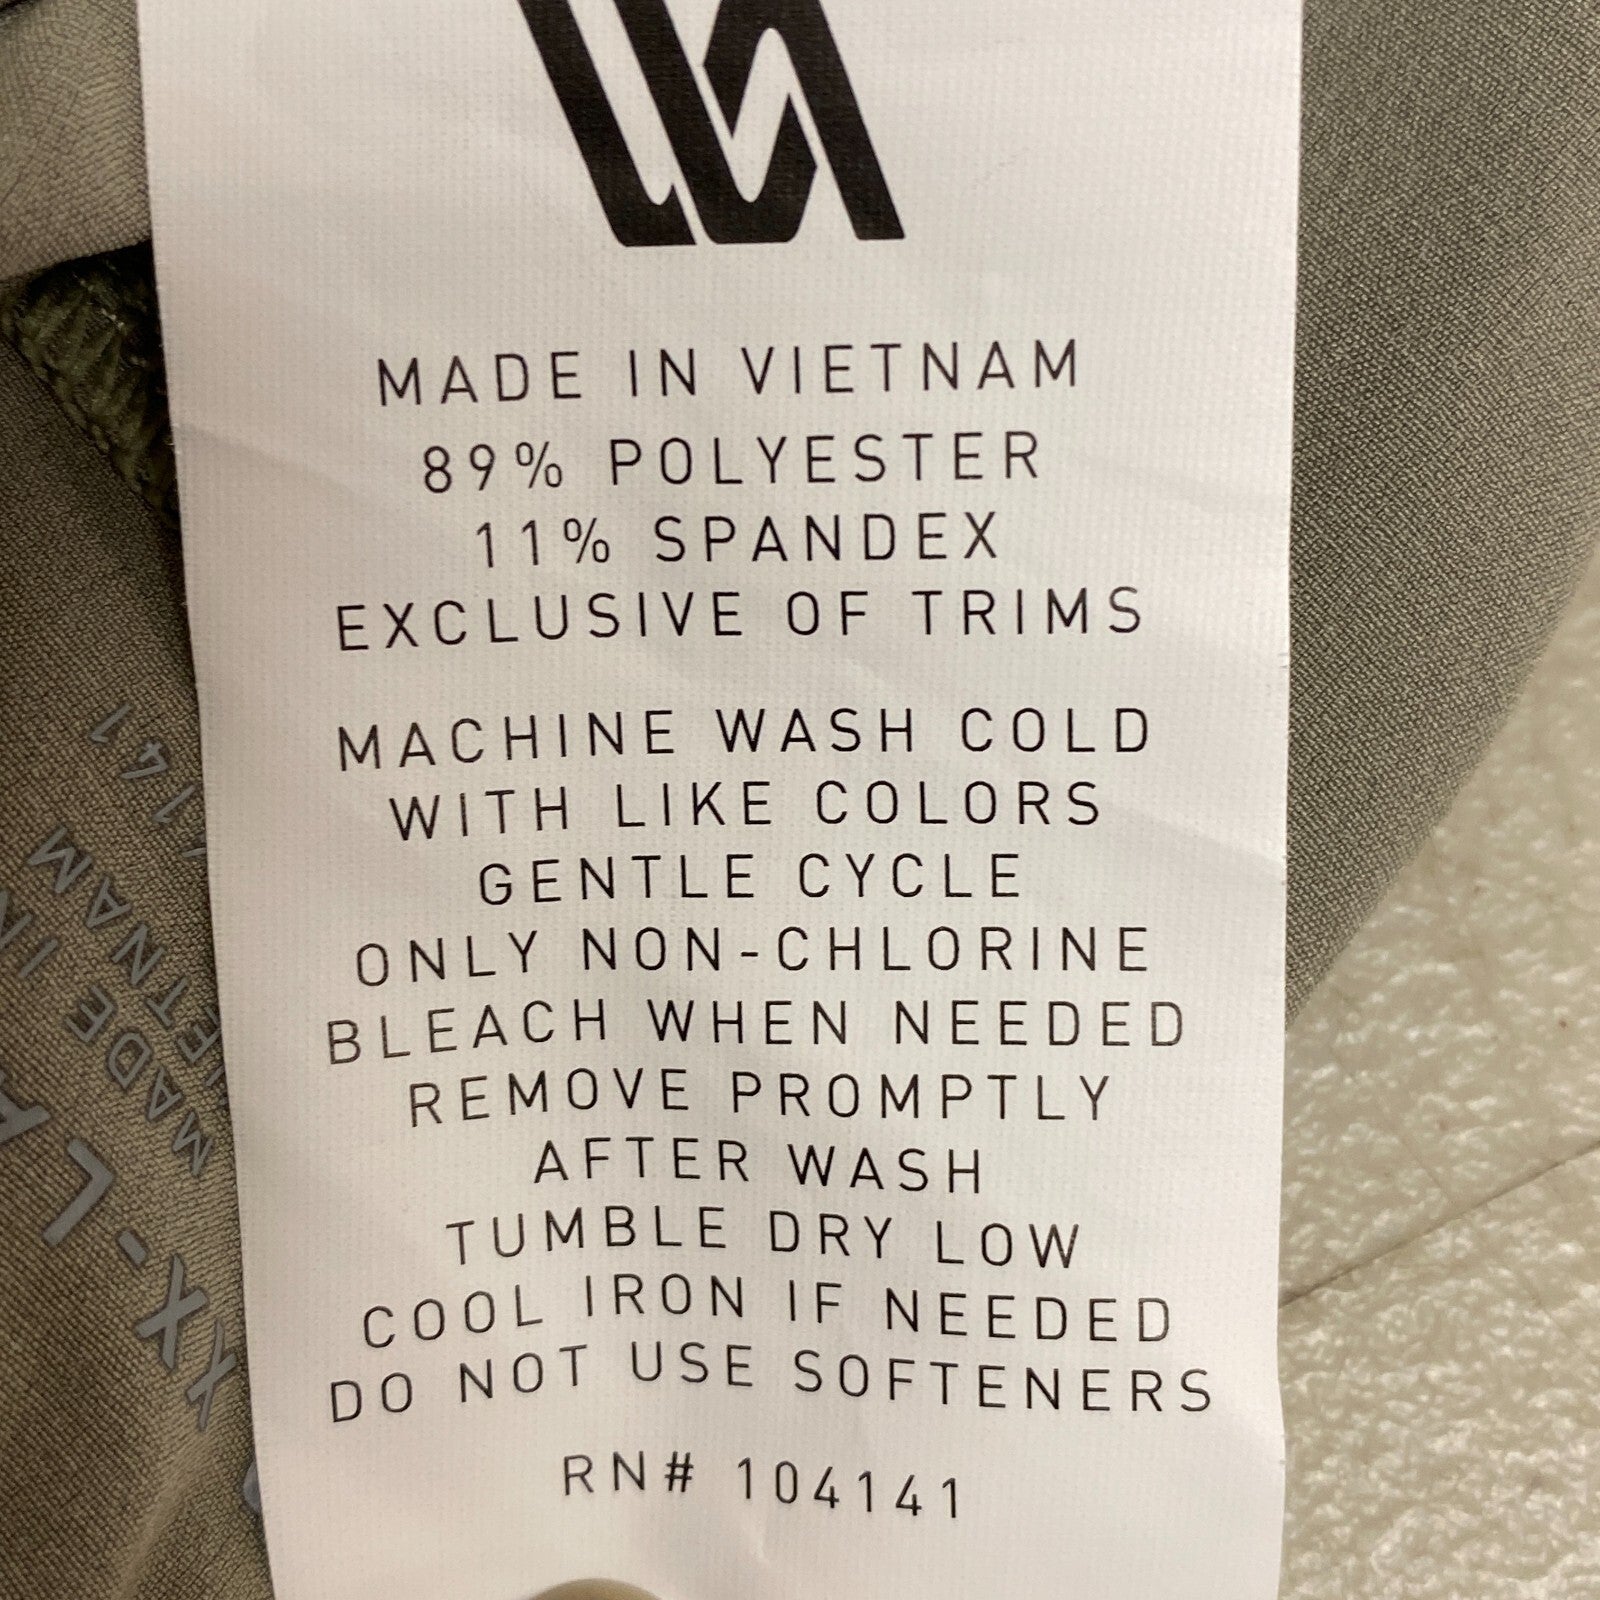 MADE IN VIETNAM
89% POLYESTER
11% SPANDEX
EXCLUSIVE OF TRIMS
MACHINE WASH COLD
WITH LIKE COLORS
GENTLE CYCLE
ONLY NON-CHLORINE
BLEACH WHEN NEEDED
REMOVE PROMPTLY
AFTER WASH
TUMBLE DRY LOW
COOL IRON IF NEEDED
DO NOT USE SOFTENERS
RN# 104141
MADE IN